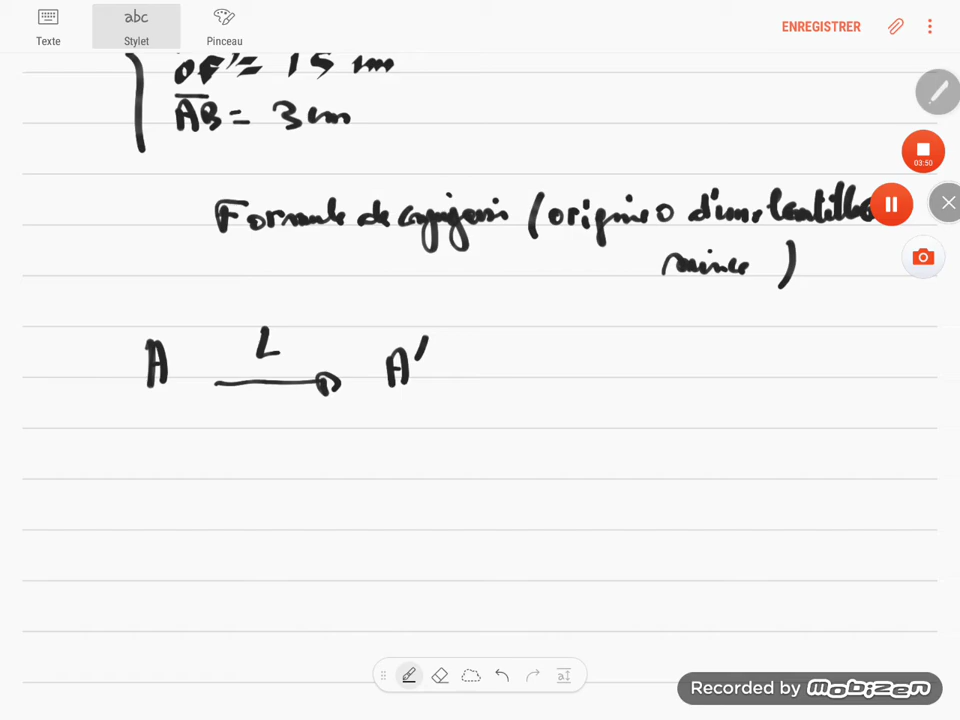 abc
Texte Stylet Pinceau ENREGISTRER
OF' = 15 cm
AB = 3 cm
03:50
Formule de conjugaison (origine O d'une lentille
mince)
L
A A'
Recorded by mobizen